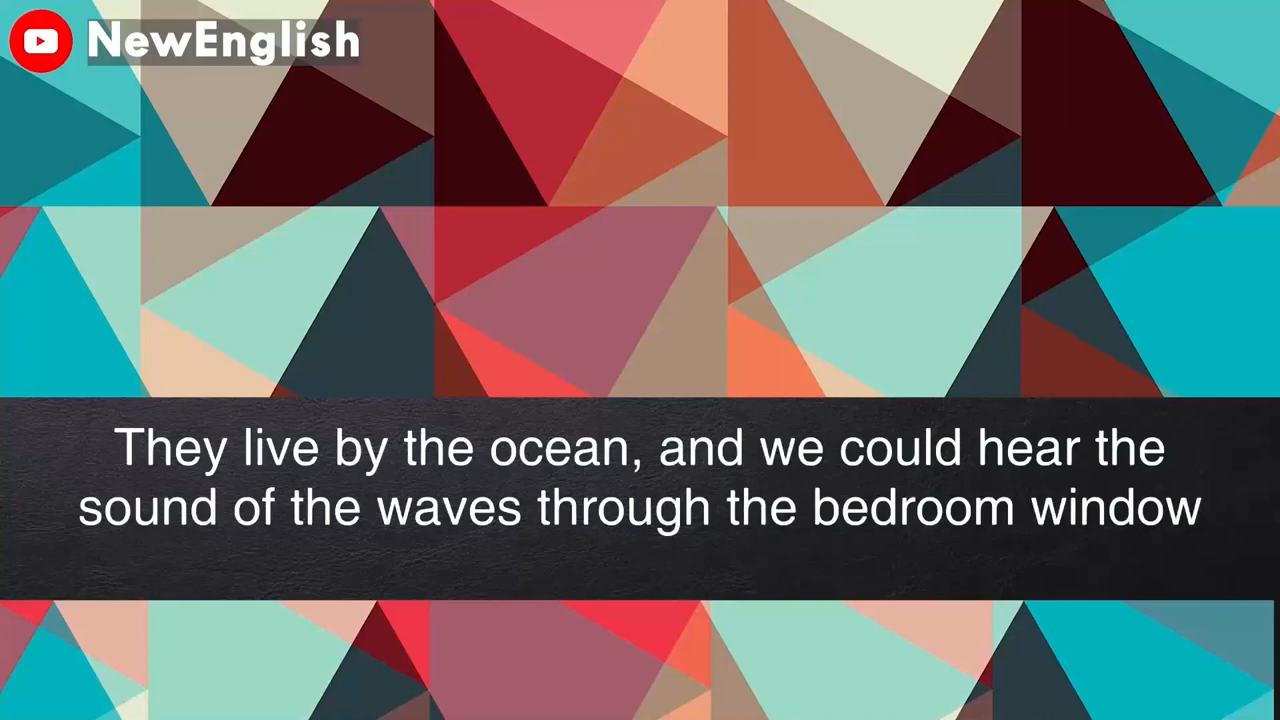 NewEnglish
They live by the ocean, and we could hear the
sound of the waves through the bedroom window